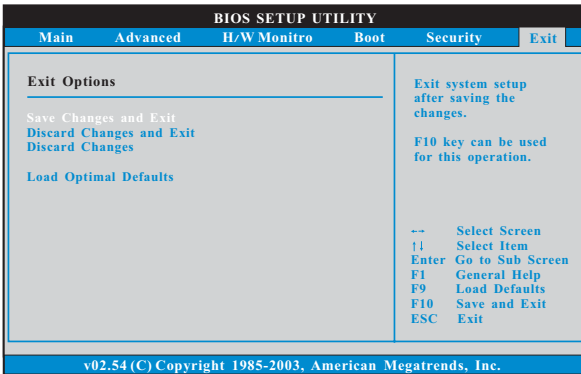 BIOS SETUP UTILITY
Main Advanced H/W Monitro Boot Security Exit
Exit Options
Save Changes and Exit
Discard Changes and Exit
Discard Changes
Load Optimal Defaults
Exit system setup
after saving the
changes.
F10 key can be used
for this operation.
←→ Select Screen
↑↓ Select Item
Enter Go to Sub Screen
F1 General Help
F9 Load Defaults
F10 Save and Exit
ESC Exit
v02.54 (C) Copyright 1985-2003, American Megatrends, Inc.